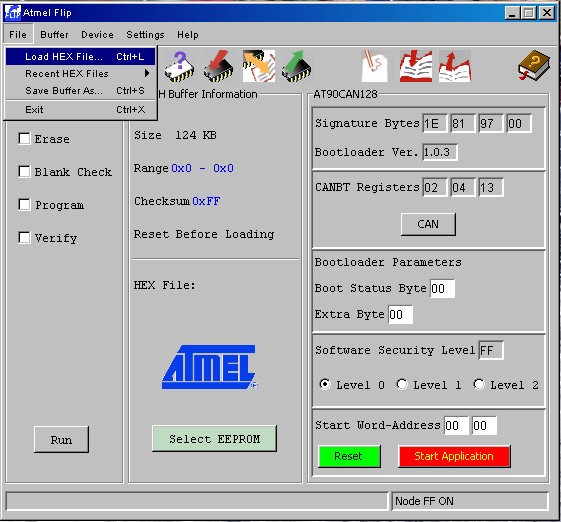 FLIP Atmel Flip
File Buffer Device Settings Help
Load HEX File... Ctrl+L
Recent HEX Files
Save Buffer As... Ctrl+S
Exit Ctrl+X
Erase
Blank Check
Program
Verify
Run
H Buffer Information
Size 124 KB
Range 0x0 - 0x0
Checksum 0xFF
Reset Before Loading
HEX File:
ATMEL
Select EEPROM
AT90CAN128
Signature Bytes 1E 81 97 00
Bootloader Ver. 1.0.3
CANBT Registers 02 04 13
CAN
Bootloader Parameters
Boot Status Byte 00
Extra Byte 00
Software Security Level FF
Level 0 Level 1 Level 2
Start Word-Address 00 00
Reset Start Application
Node FF ON